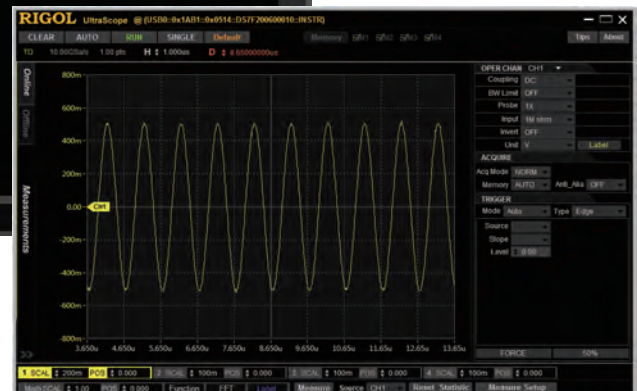 RIGOL UltraScope @ (USB0::0x1AB1::0x0514::DS7F200600010::INSTR)
CLEAR AUTO RUN SINGLE Default Memory Tips About
TD 10.00GSa/s 1.00 pts H 1.000us D 8.65000000us
Online
Offline
Measurements
800m
600m
400m
200m
0.00
-200m
-400m
-600m
-800m
CH1
3.650u 4.650u 5.650u 6.650u 7.650u 8.650u 9.650u 10.65u 11.65u 12.65u 13.65u
OPER CHAN CH1
Coupling DC
BW Limit OFF
Probe 1X
Input 1M ohm
Invert OFF
Unit V Label
ACQUIRE
Acq Mode NORM
Memory AUTO Anti_Alia OFF
TRIGGER
Mode Auto Type Edge
Source
Slope
Level 0.00
FORCE 50%
1 SCAL 200m POS 0.000 2 SCAL 100m POS 0.000 3 SCAL 100m POS 0.000 4 SCAL 100m POS 0.000
Math SCAL 1.00 POS 0.000 Function FFT Label Measure Source CH1 Reset Statistic Measure Setup